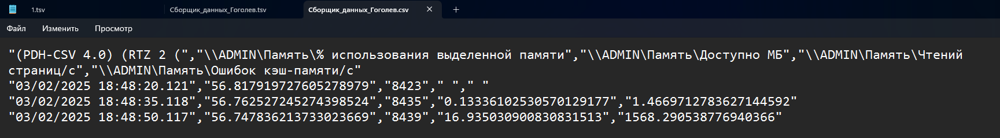 1.tsv
Сборщик_данных_Гоголев.tsv
Сборщик_данных_Гоголев.csv
Файл
Изменить
Просмотр
"(PDH-CSV 4.0) (RTZ 2 (","\\ADMIN\Память\% использования выделенной памяти","\\ADMIN\Память\Доступно МБ","\\ADMIN\Память\Чтений
страниц/с","\\ADMIN\Память\Ошибок кэш-памяти/с"
"03/02/2025 18:48:20.121","56.817919727605278979","8423"," "," "
"03/02/2025 18:48:35.118","56.762527245274398524","8435","0.13336102530570129177","1.4669712783627144592"
"03/02/2025 18:48:50.117","56.747836213733023669","8439","16.935030900830831513","1568.290538776940366"